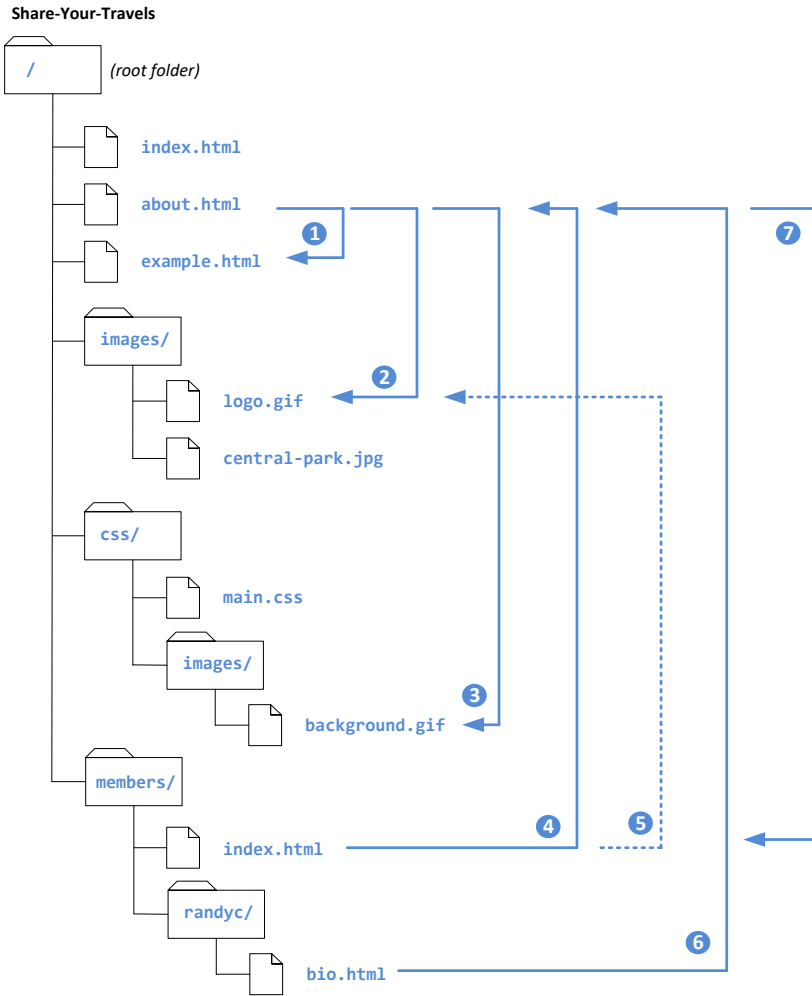 Share-Your-Travels
/ (root folder)
index.html
about.html
1 7
example.html
images/
2
logo.gif
central-park.jpg
css/
main.css
images/
3
background.gif
members/
4 5
index.html
randyc/
6
bio.html